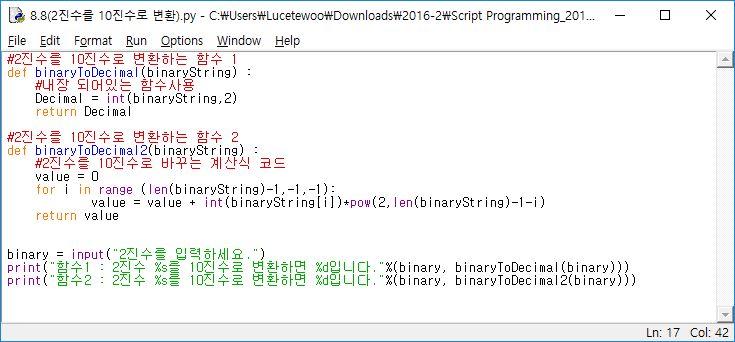 8.8(2진수를 10진수로 변환).py - C:₩Users₩Lucetewoo₩Downloads₩2016-2₩Script Programming_201...
File Edit Format Run Options Window Help
#2진수를 10진수로 변환하는 함수 1
def binaryToDecimal(binaryString) :
    #내장 되어있는 함수사용
    Decimal = int(binaryString,2)
    return Decimal
#2진수를 10진수로 변환하는 함수 2
def binaryToDecimal2(binaryString) :
    #2진수를 10진수로 바꾸는 계산식 코드
    value = 0
    for i in range (len(binaryString)-1,-1,-1):
            value = value + int(binaryString[i])*pow(2,len(binaryString)-1-i)
    return value
binary = input("2진수를 입력하세요.")
print("함수1 : 2진수 %s를 10진수로 변환하면 %d입니다."%(binary, binaryToDecimal(binary)))
print("함수2 : 2진수 %s를 10진수로 변환하면 %d입니다."%(binary, binaryToDecimal2(binary)))
Ln: 17 Col: 42